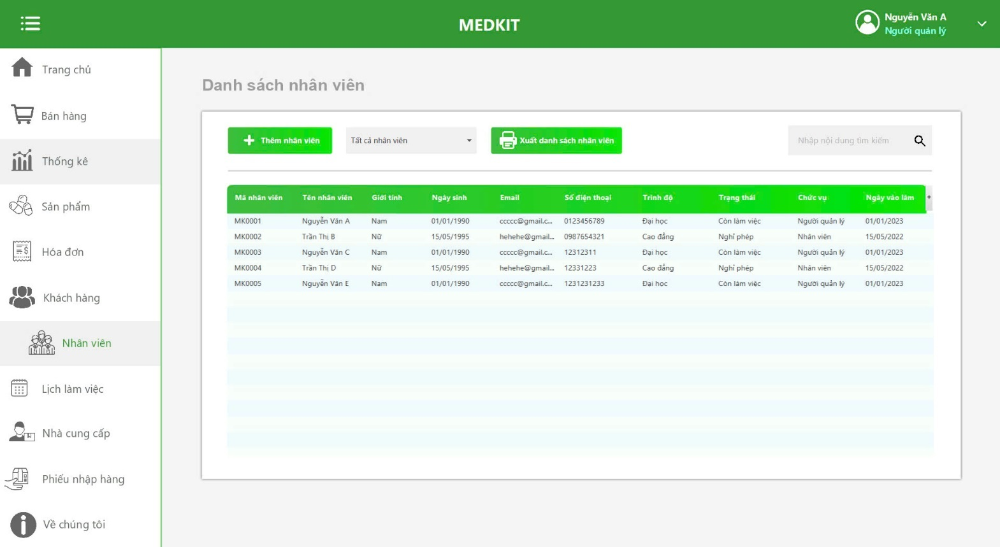 MEDKIT
Nguyễn Văn A
Người quản lý
Trang chủ
Bán hàng
Thống kê
Sản phẩm
Hóa đơn
Khách hàng
Nhân viên
Lịch làm việc
Nhà cung cấp
Phiếu nhập hàng
Về chúng tôi
Danh sách nhân viên
Thêm nhân viên
Tất cả nhân viên
Xuất danh sách nhân viên
Nhập nội dung tìm kiếm
Mã nhân viên Tên nhân viên Giới tính Ngày sinh Email Số điện thoại Trình độ Trạng thái Chức vụ Ngày vào làm +
MK0001 Nguyễn Văn A Nam 01/01/1990 ccccc@gmail.c... 0123456789 Đại học Còn làm việc Người quản lý 01/01/2023
MK0002 Trần Thị B Nữ 15/05/1995 hehehe@gmail... 0987654321 Cao đẳng Nghỉ phép Nhân viên 15/05/2022
MK0003 Nguyễn Văn C Nam 01/01/1990 ccccc@gmail.c... 12312311 Đại học Còn làm việc Người quản lý 01/01/2023
MK0004 Trần Thị D Nữ 15/05/1995 hehehe@gmail... 12331223 Cao đẳng Nghỉ phép Nhân viên 15/05/2022
MK0005 Nguyễn Văn E Nam 01/01/1990 ccccc@gmail.c... 1231231233 Đại học Còn làm việc Người quản lý 01/01/2023